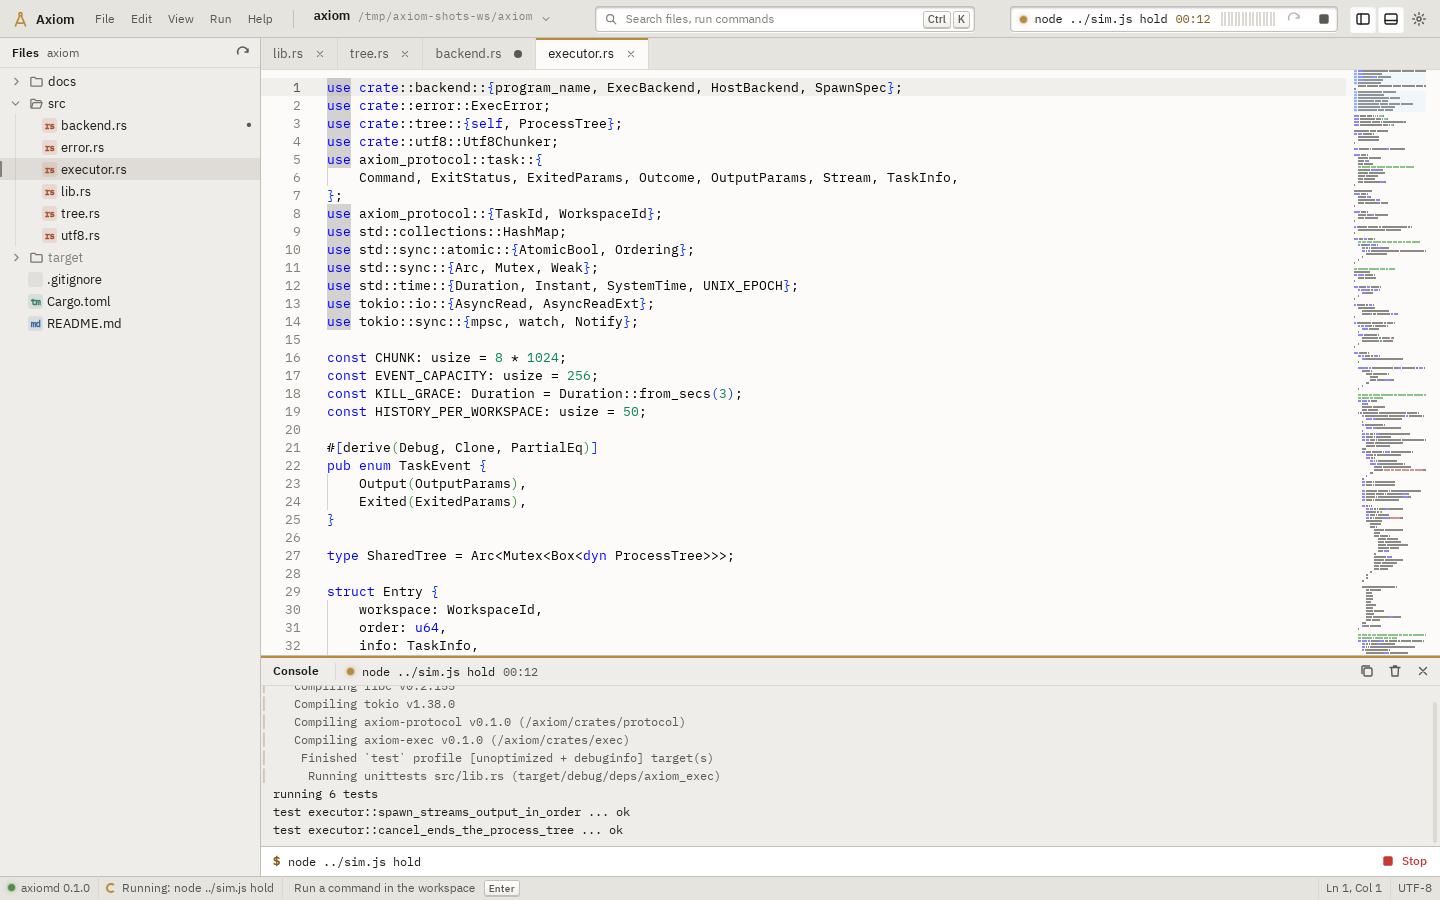 Axiom File Edit View Run Help axiom /tmp/axiom-shots-ws/axiom Search files, run commands Ctrl K node ../sim.js hold 00:12
Files axiom
docs
src
backend.rs
error.rs
executor.rs
lib.rs
tree.rs
utf8.rs
target
.gitignore
Cargo.toml
README.md
lib.rs tree.rs backend.rs executor.rs
1 use crate::backend::{program_name, ExecBackend, HostBackend, SpawnSpec};
2 use crate::error::ExecError;
3 use crate::tree::{self, ProcessTree};
4 use crate::utf8::Utf8Chunker;
5 use axiom_protocol::task::{
6 Command, ExitStatus, ExitedParams, Outcome, OutputParams, Stream, TaskInfo,
7 };
8 use axiom_protocol::{TaskId, WorkspaceId};
9 use std::collections::HashMap;
10 use std::sync::atomic::{AtomicBool, Ordering};
11 use std::sync::{Arc, Mutex, Weak};
12 use std::time::{Duration, Instant, SystemTime, UNIX_EPOCH};
13 use tokio::io::{AsyncRead, AsyncReadExt};
14 use tokio::sync::{mpsc, watch, Notify};
15
16 const CHUNK: usize = 8 * 1024;
17 const EVENT_CAPACITY: usize = 256;
18 const KILL_GRACE: Duration = Duration::from_secs(3);
19 const HISTORY_PER_WORKSPACE: usize = 50;
20
21 #[derive(Debug, Clone, PartialEq)]
22 pub enum TaskEvent {
23 Output(OutputParams),
24 Exited(ExitedParams),
25 }
26
27 type SharedTree = Arc<Mutex<Box<dyn ProcessTree>>>;
28
29 struct Entry {
30 workspace: WorkspaceId,
31 order: u64,
32 info: TaskInfo,
Console node ../sim.js hold 00:12
Compiling libc v0.2.155
Compiling tokio v1.38.0
Compiling axiom-protocol v0.1.0 (/axiom/crates/protocol)
Compiling axiom-exec v0.1.0 (/axiom/crates/exec)
Finished `test` profile [unoptimized + debuginfo] target(s)
Running unittests src/lib.rs (target/debug/deps/axiom_exec)
running 6 tests
test executor::spawn_streams_output_in_order ... ok
test executor::cancel_ends_the_process_tree ... ok
$ node ../sim.js hold Stop
axiomd 0.1.0 Running: node ../sim.js hold Run a command in the workspace Enter Ln 1, Col 1 UTF-8